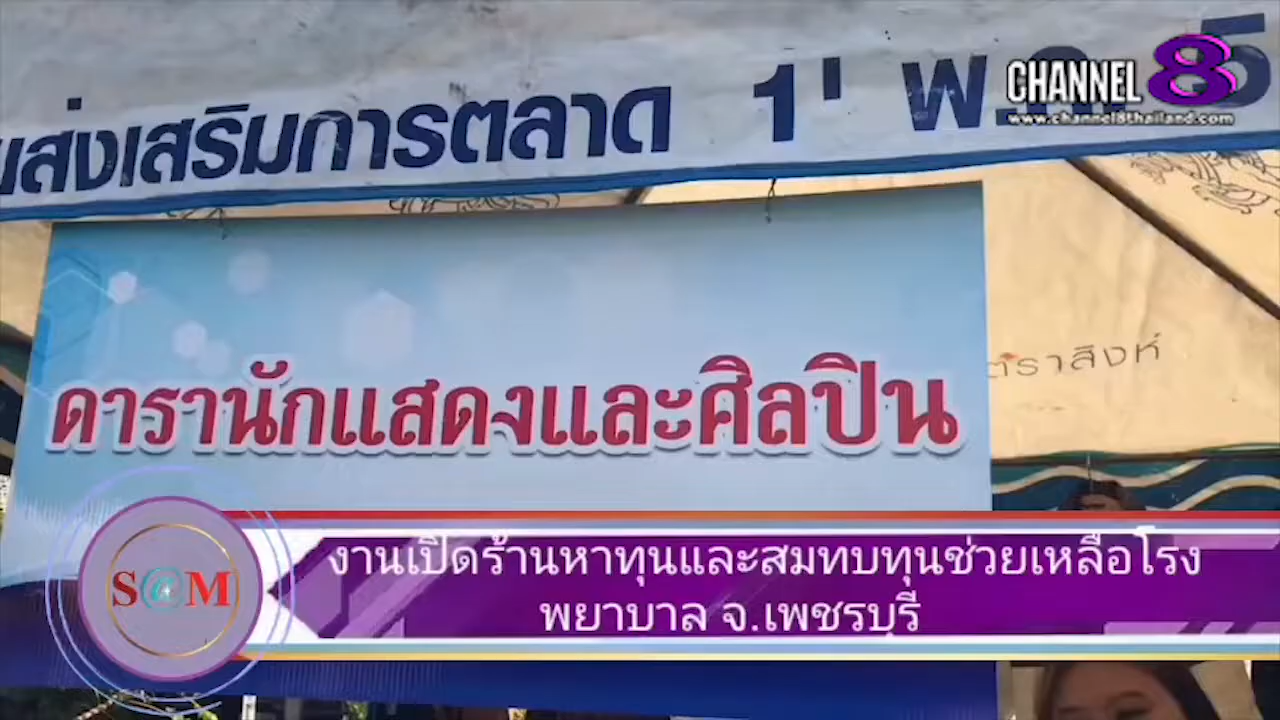 ส่งเสริมการตลาด 1' พ.ค. 5
CHANNEL 8
www.channel8thailand.com
ตราสิงห์
ดารานักแสดงและศิลปิน
S@M
งานเปิดร้านหาทุนและสมทบทุนช่วยเหลือโรง
พยาบาล จ.เพชรบุรี